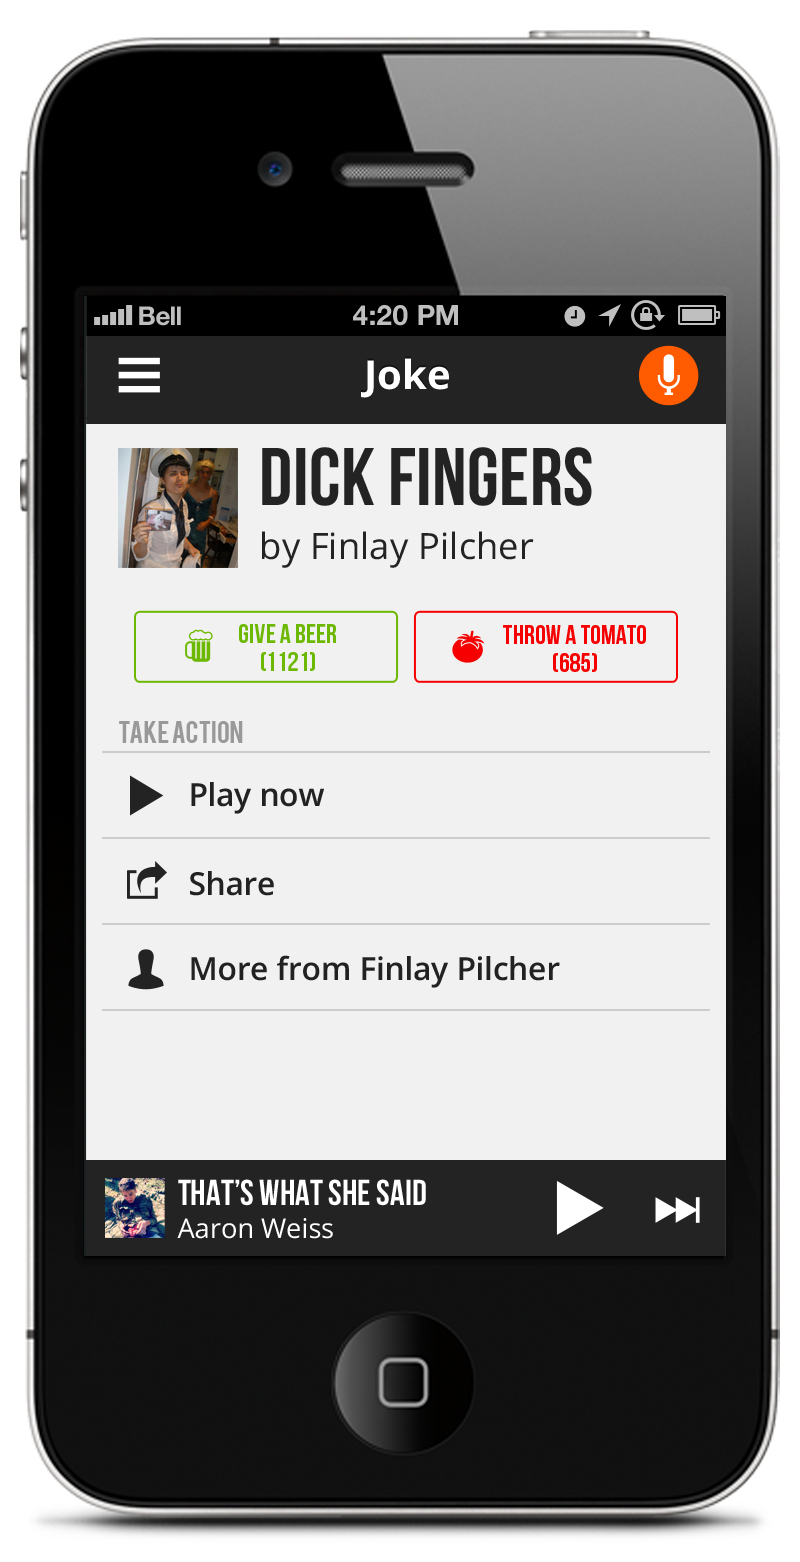 Bell 4:20 PM
Joke
DICK FINGERS
by Finlay Pilcher
GIVE A BEER
(1121)
THROW A TOMATO
(685)
TAKE ACTION
Play now
Share
More from Finlay Pilcher
THAT'S WHAT SHE SAID
Aaron Weiss